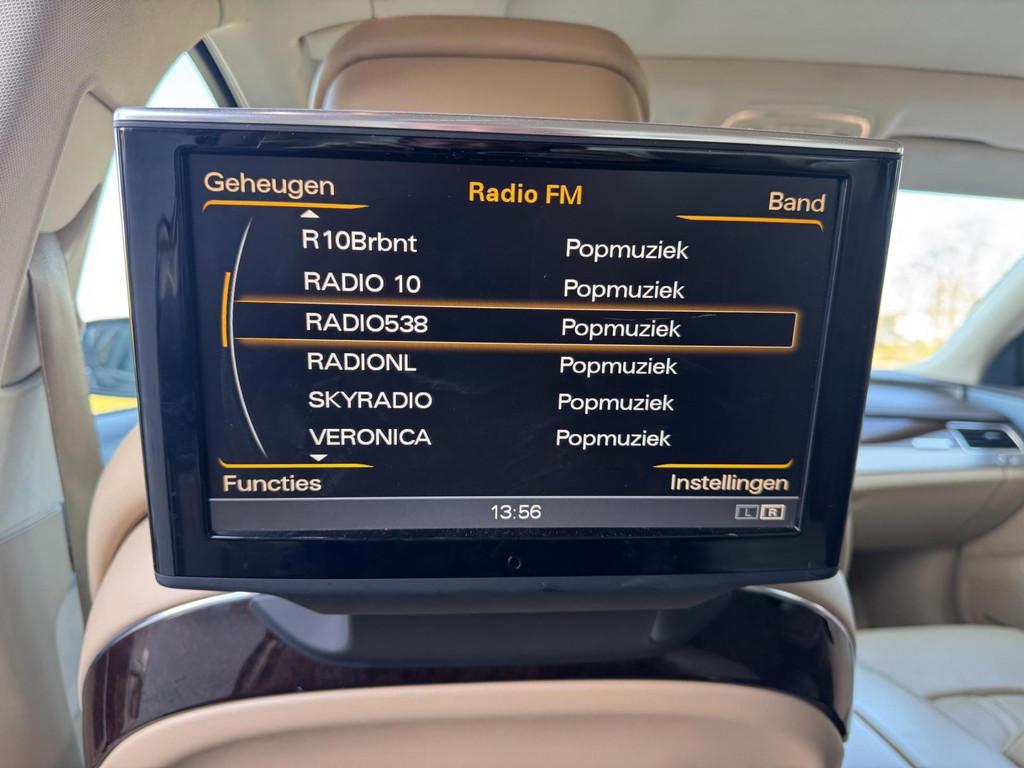 Geheugen Radio FM Band
R10Brbnt Popmuziek
RADIO 10 Popmuziek
RADIO538 Popmuziek
RADIONL Popmuziek
SKYRADIO Popmuziek
VERONICA Popmuziek
Functies Instellingen
13:56 L R